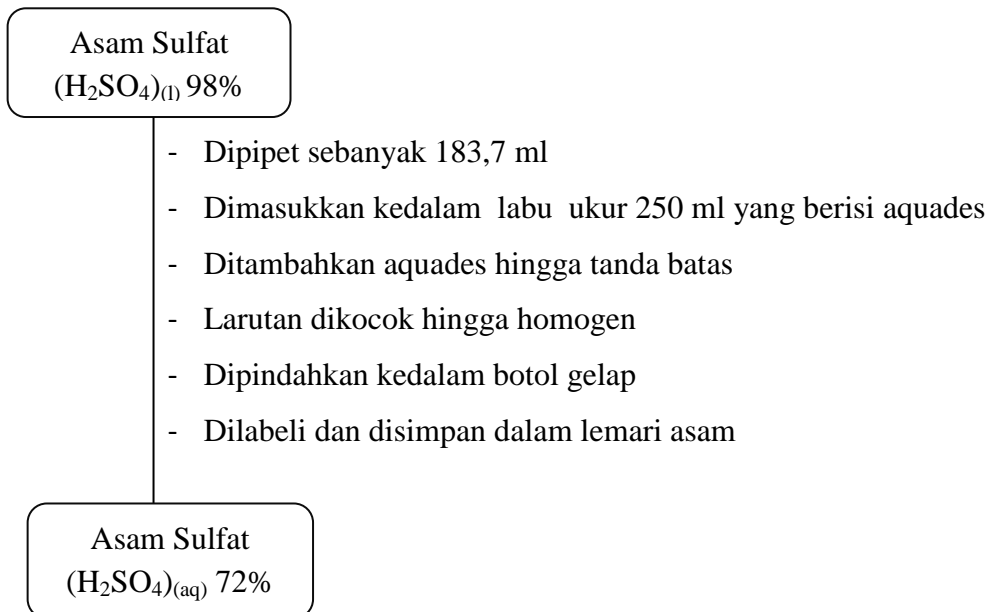 Asam Sulfat
(H₂SO₄)₍ₗ₎ 98%
- Dipipet sebanyak 183,7 ml
- Dimasukkan kedalam labu ukur 250 ml yang berisi aquades
- Ditambahkan aquades hingga tanda batas
- Larutan dikocok hingga homogen
- Dipindahkan kedalam botol gelap
- Dilabeli dan disimpan dalam lemari asam
Asam Sulfat
(H₂SO₄)₍aq₎ 72%